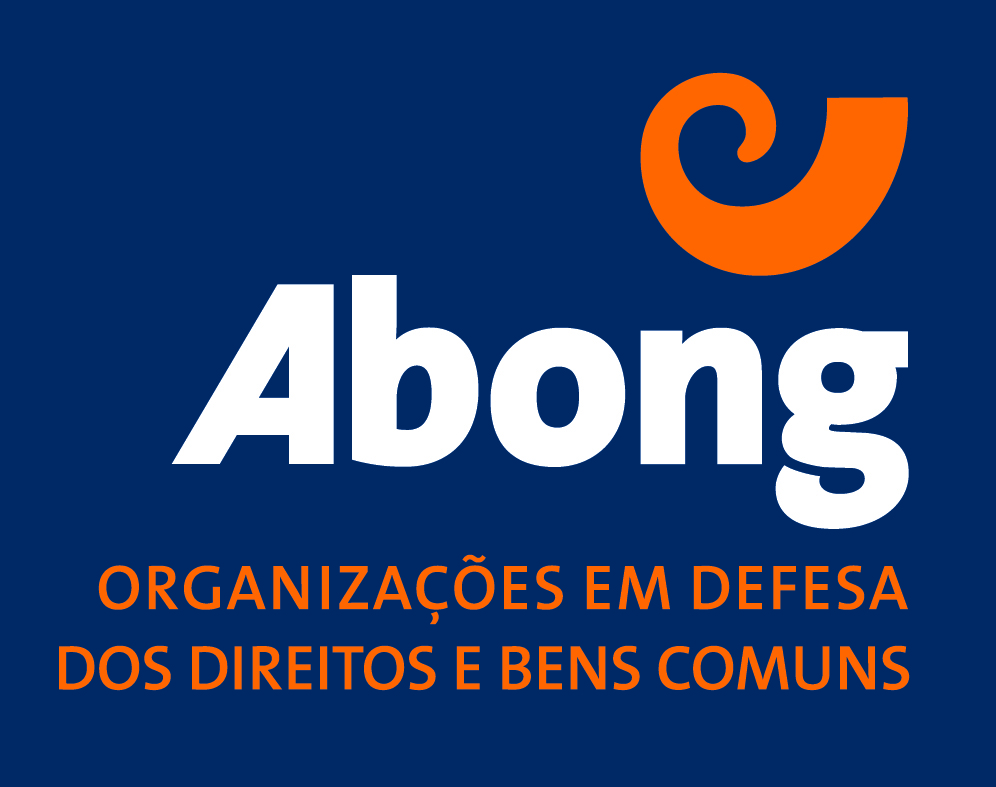 Abong
ORGANIZAÇÕES EM DEFESA
DOS DIREITOS E BENS COMUNS